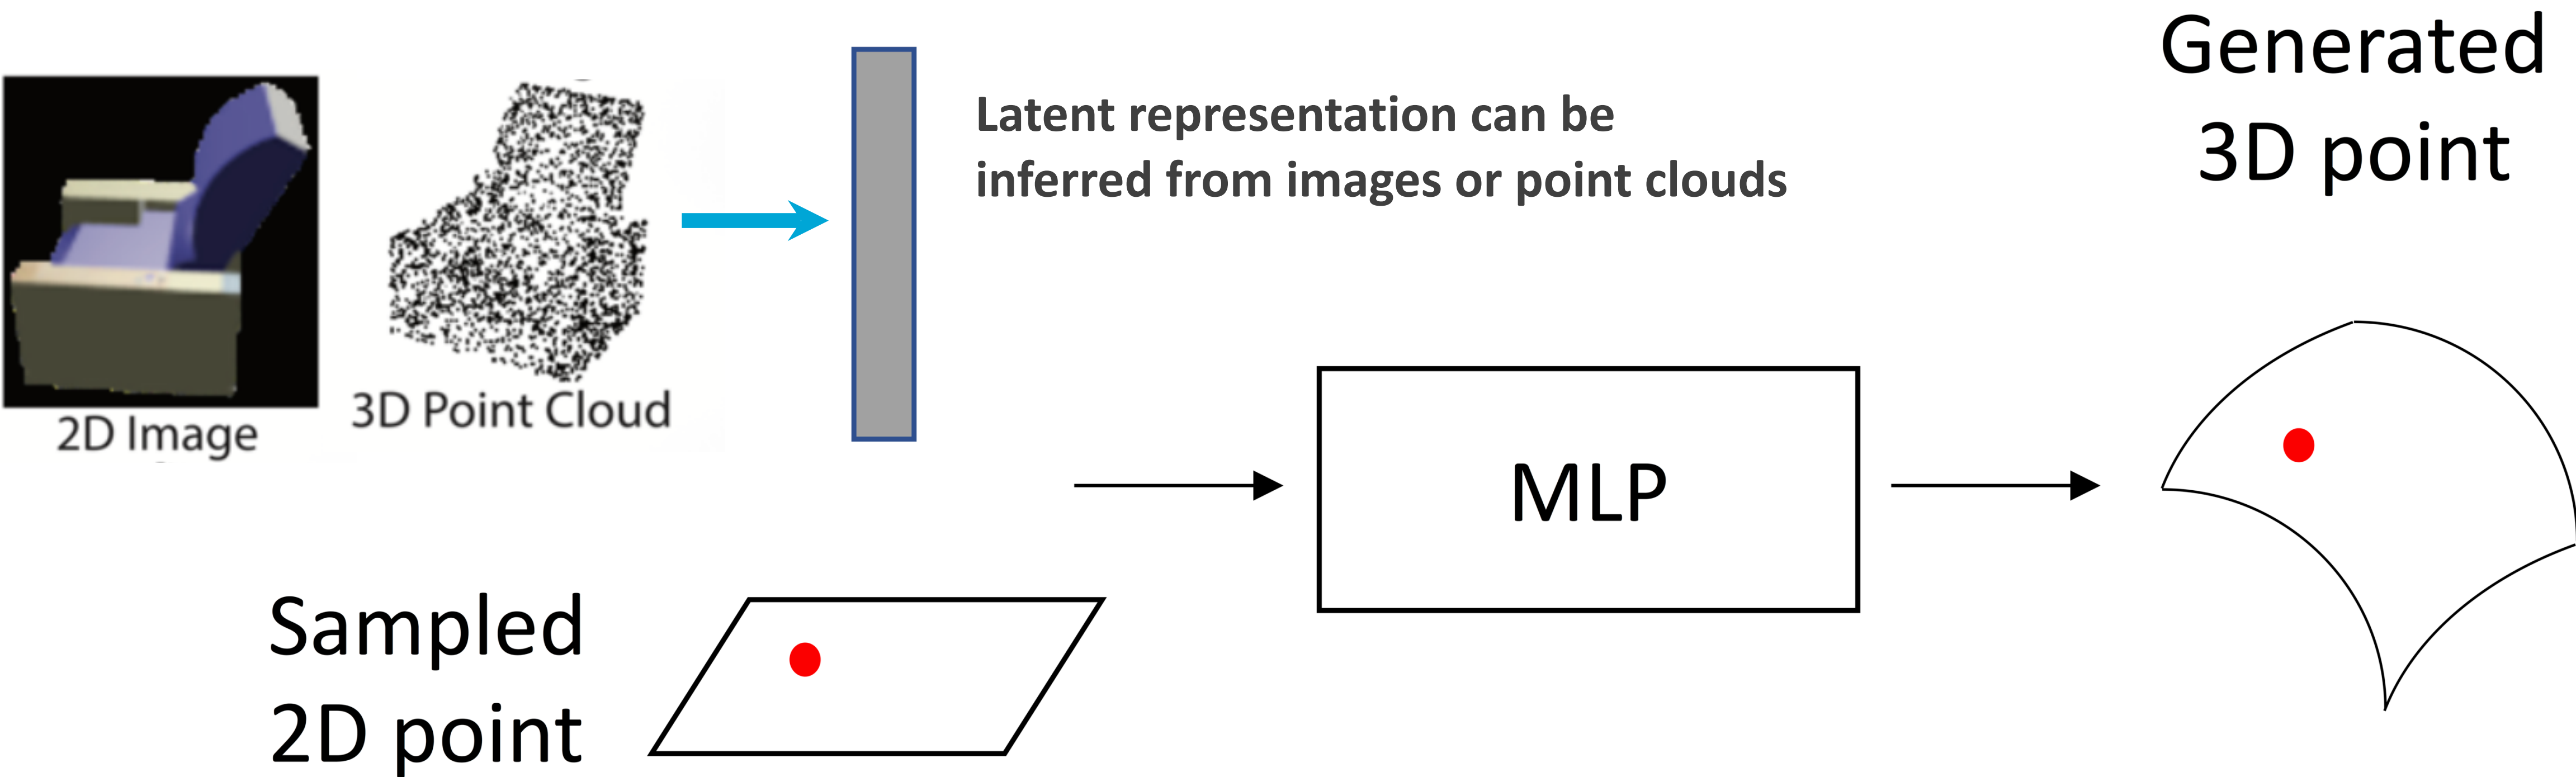 Generated
3D point
Latent representation can be
inferred from images or point clouds
2D Image
3D Point Cloud
MLP
Sampled
2D point